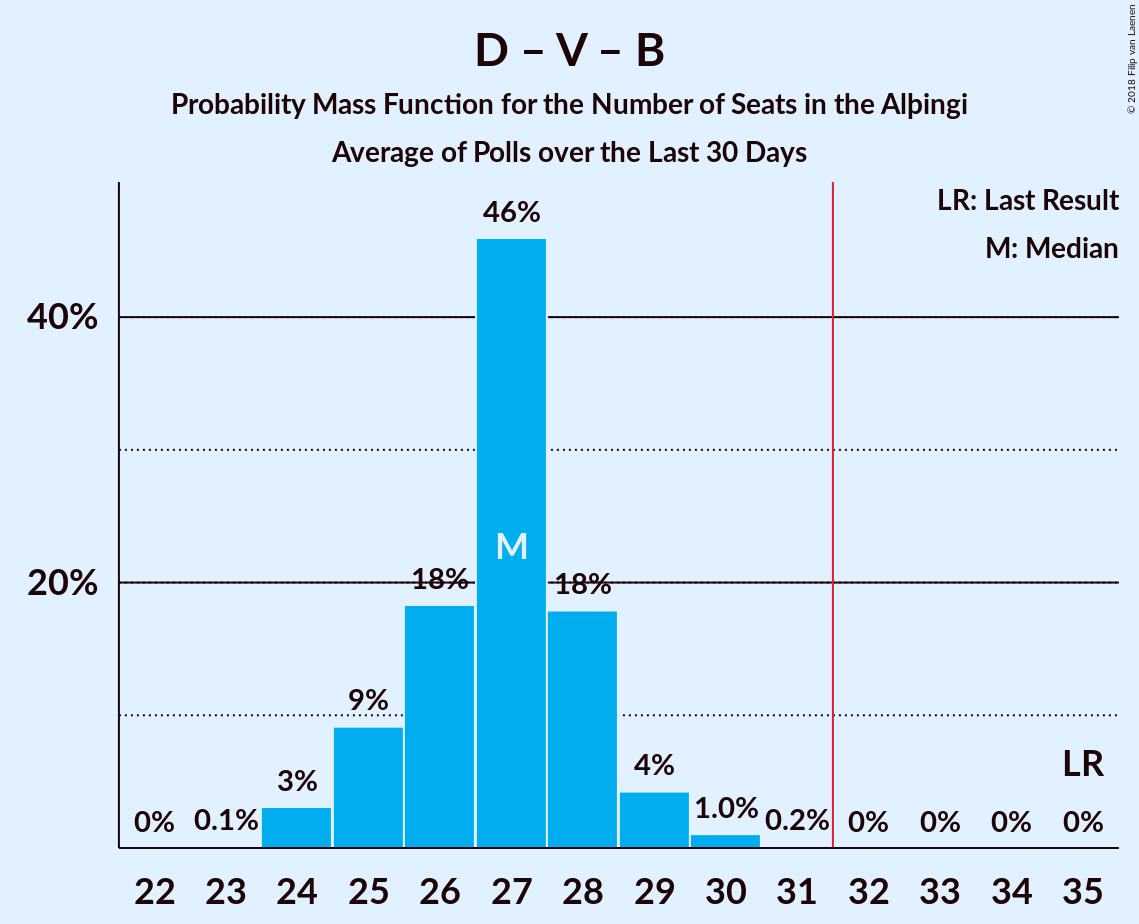 D – V – B
Probability Mass Function for the Number of Seats in the Alþingi
Average of Polls over the Last 30 Days
© 2018 Filip van Laenen
LR: Last Result
M: Median
46%
40%
M
20%
18%
18%
9%
4%
3%
LR
0%
0.1%
1.0%
0.2%
0%
0%
0%
0%
22 23 24 25 26 27 28 29 30 31 32 33 34 35